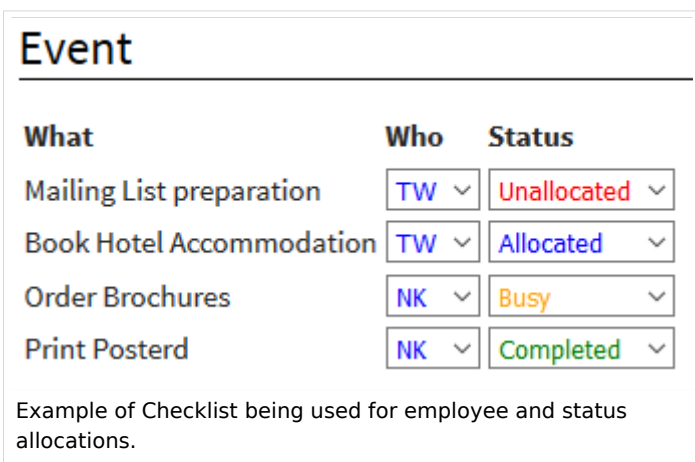 Event
What Who Status
Mailing List preparation TW Unallocated
Book Hotel Accommodation TW Allocated
Order Brochures NK Busy
Print Posterd NK Completed
Example of Checklist being used for employee and status
allocations.